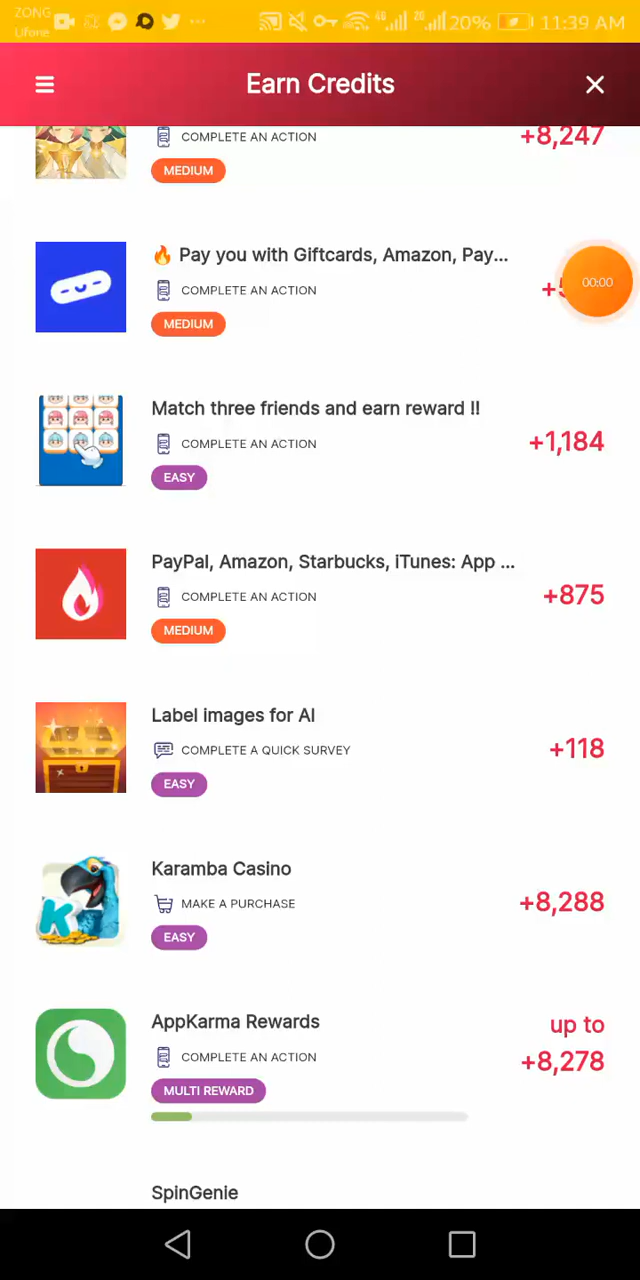 ZONG
Ufone
4G
2G
20%
11:39 AM
Earn Credits
COMPLETE AN ACTION
+8,247
MEDIUM
🔥 Pay you with Giftcards, Amazon, Pay...
COMPLETE AN ACTION
00:00
MEDIUM
Match three friends and earn reward !!
COMPLETE AN ACTION
+1,184
EASY
PayPal, Amazon, Starbucks, iTunes: App ...
COMPLETE AN ACTION
+875
MEDIUM
Label images for AI
COMPLETE A QUICK SURVEY
+118
EASY
Karamba Casino
K
MAKE A PURCHASE
+8,288
EASY
AppKarma Rewards
up to
COMPLETE AN ACTION
+8,278
MULTI REWARD
SpinGenie